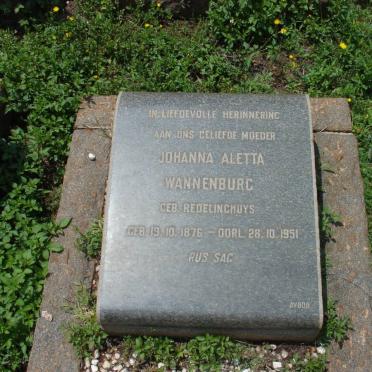 IN LIEFDEVOLLE HERINNERING
AAN ONS GELIEFDE MOEDER
JOHANNA ALETTA
WANNENBURG
GEB. REDELINGHUYS
GEB. 19.10.1876 – OORL. 28.10.1951
RUS SAG